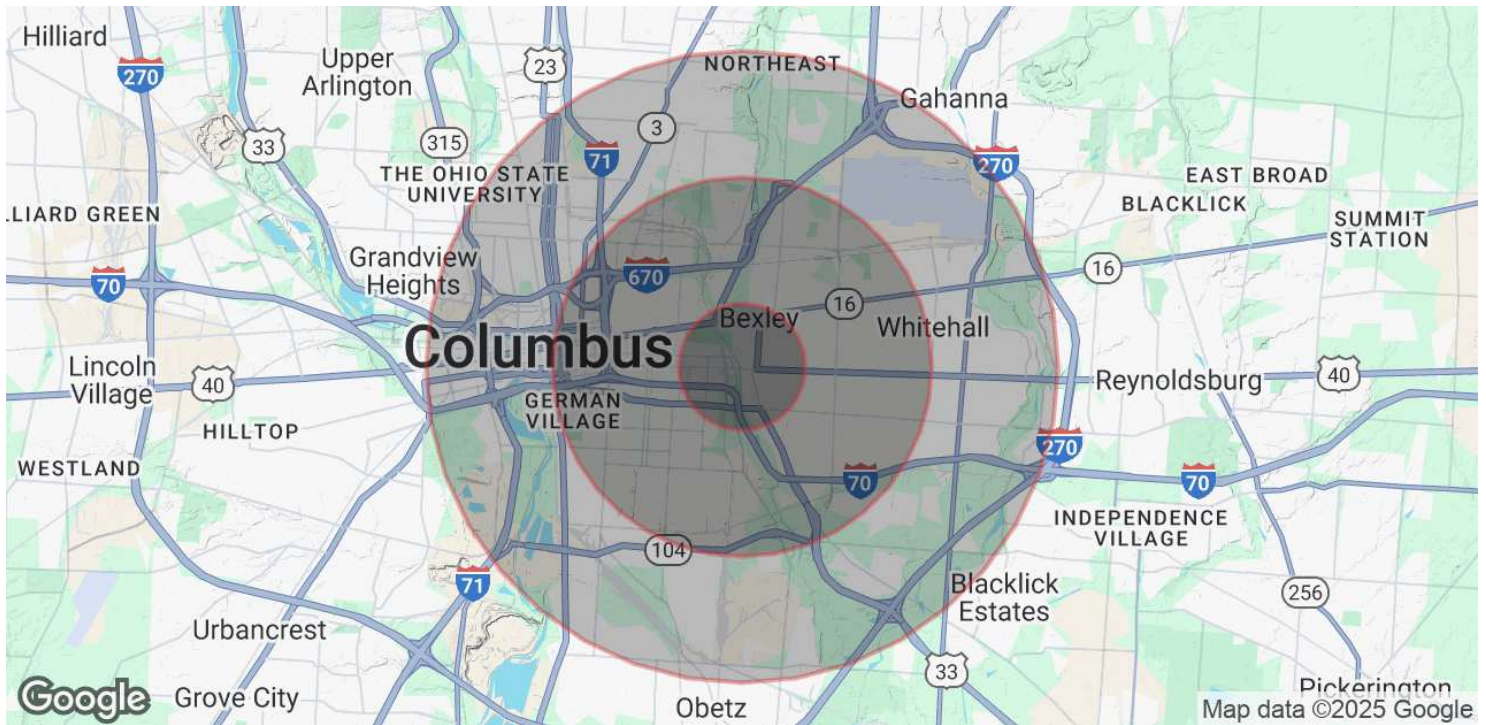 Hilliard
270
Upper
Arlington
23
NORTHEAST
Gahanna
33
315
3
71
270
THE OHIO STATE
UNIVERSITY
EAST BROAD
BLACKLICK
LLIARD GREEN
SUMMIT
STATION
Grandview
Heights
70
670
16
16
Bexley
Whitehall
Columbus
Lincoln
Village
40
Reynoldsburg
40
GERMAN
VILLAGE
HILLTOP
WESTLAND
270
70
70
INDEPENDENCE
VILLAGE
104
71
Blacklick
Estates
256
Urbancrest
33
Grove City
Obetz
Pickerington
Google
Map data ©2025 Google